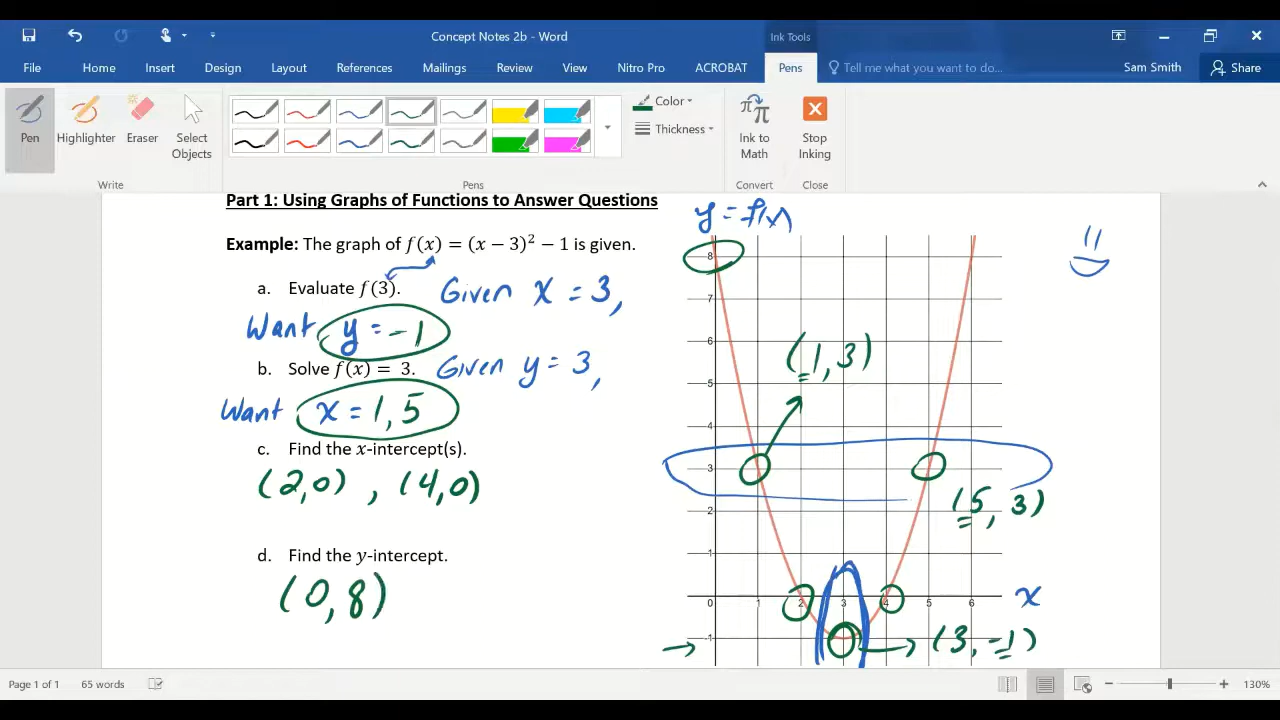 Concept Notes 2b - Word
Ink Tools
File Home Insert Design Layout References Mailings Review View Nitro Pro ACROBAT Pens Tell me what you want to do... Sam Smith Share
Pen Highlighter Eraser Select Objects
Color
Thickness
Ink to Math
Stop Inking
Write Pens Convert Close
Part 1: Using Graphs of Functions to Answer Questions
y = f(x)
Example: The graph of f(x) = (x − 3)² − 1 is given.
a. Evaluate f(3). Given x = 3,
Want y = -1
b. Solve f(x) = 3. Given y = 3,
Want x = 1, 5
c. Find the x-intercept(s).
(2,0) , (4,0)
d. Find the y-intercept.
(0,8)
8
7
6
(1,3)
5
4
3
(5, 3)
2
1
0 1 2 3 4 5 6 x
-1 (3, -1)
Page 1 of 1 65 words 130%